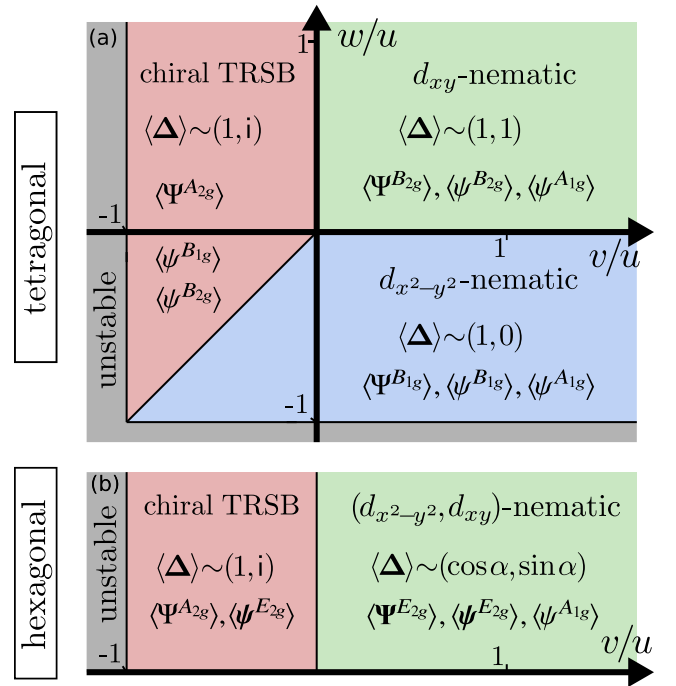 (a)
w/u
1
chiral TRSB
d_{xy}-nematic
⟨Δ⟩~(1,i)
⟨Δ⟩~(1,1)
⟨Ψ^{A_{2g}}⟩
⟨Ψ^{B_{2g}}⟩, ⟨ψ^{B_{2g}}⟩, ⟨ψ^{A_{1g}}⟩
-1
1
v/u
tetragonal
unstable
⟨ψ^{B_{1g}}⟩
⟨ψ^{B_{2g}}⟩
d_{x^2-y^2}-nematic
⟨Δ⟩~(1,0)
⟨Ψ^{B_{1g}}⟩, ⟨ψ^{B_{1g}}⟩, ⟨ψ^{A_{1g}}⟩
-1
hexagonal
(b)
unstable
chiral TRSB
(d_{x^2-y^2}, d_{xy})-nematic
⟨Δ⟩~(1,i)
⟨Δ⟩~(cos α, sin α)
⟨Ψ^{A_{2g}}⟩, ⟨ψ^{E_{2g}}⟩
⟨Ψ^{E_{2g}}⟩, ⟨ψ^{E_{2g}}⟩, ⟨ψ^{A_{1g}}⟩
-1
1
v/u